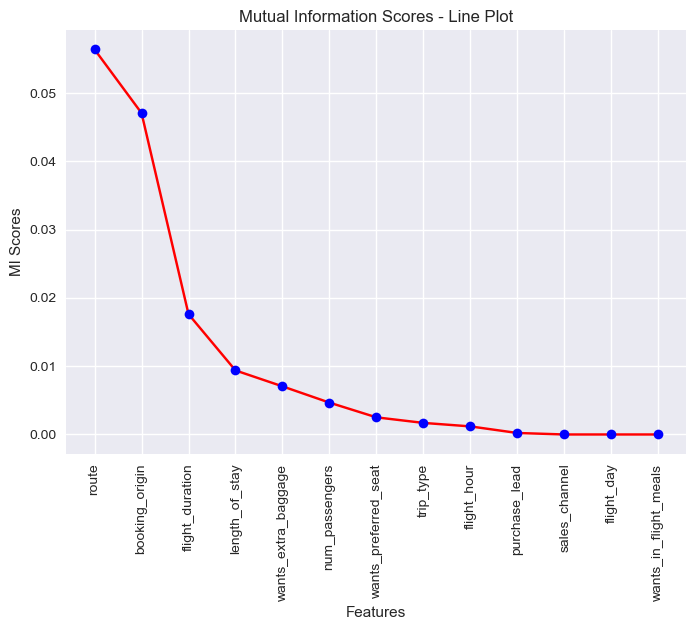 Mutual Information Scores - Line Plot
MI Scores
0.05
0.04
0.03
0.02
0.01
0.00
route
booking_origin
flight_duration
length_of_stay
wants_extra_baggage
num_passengers
wants_preferred_seat
trip_type
flight_hour
purchase_lead
sales_channel
flight_day
wants_in_flight_meals
Features